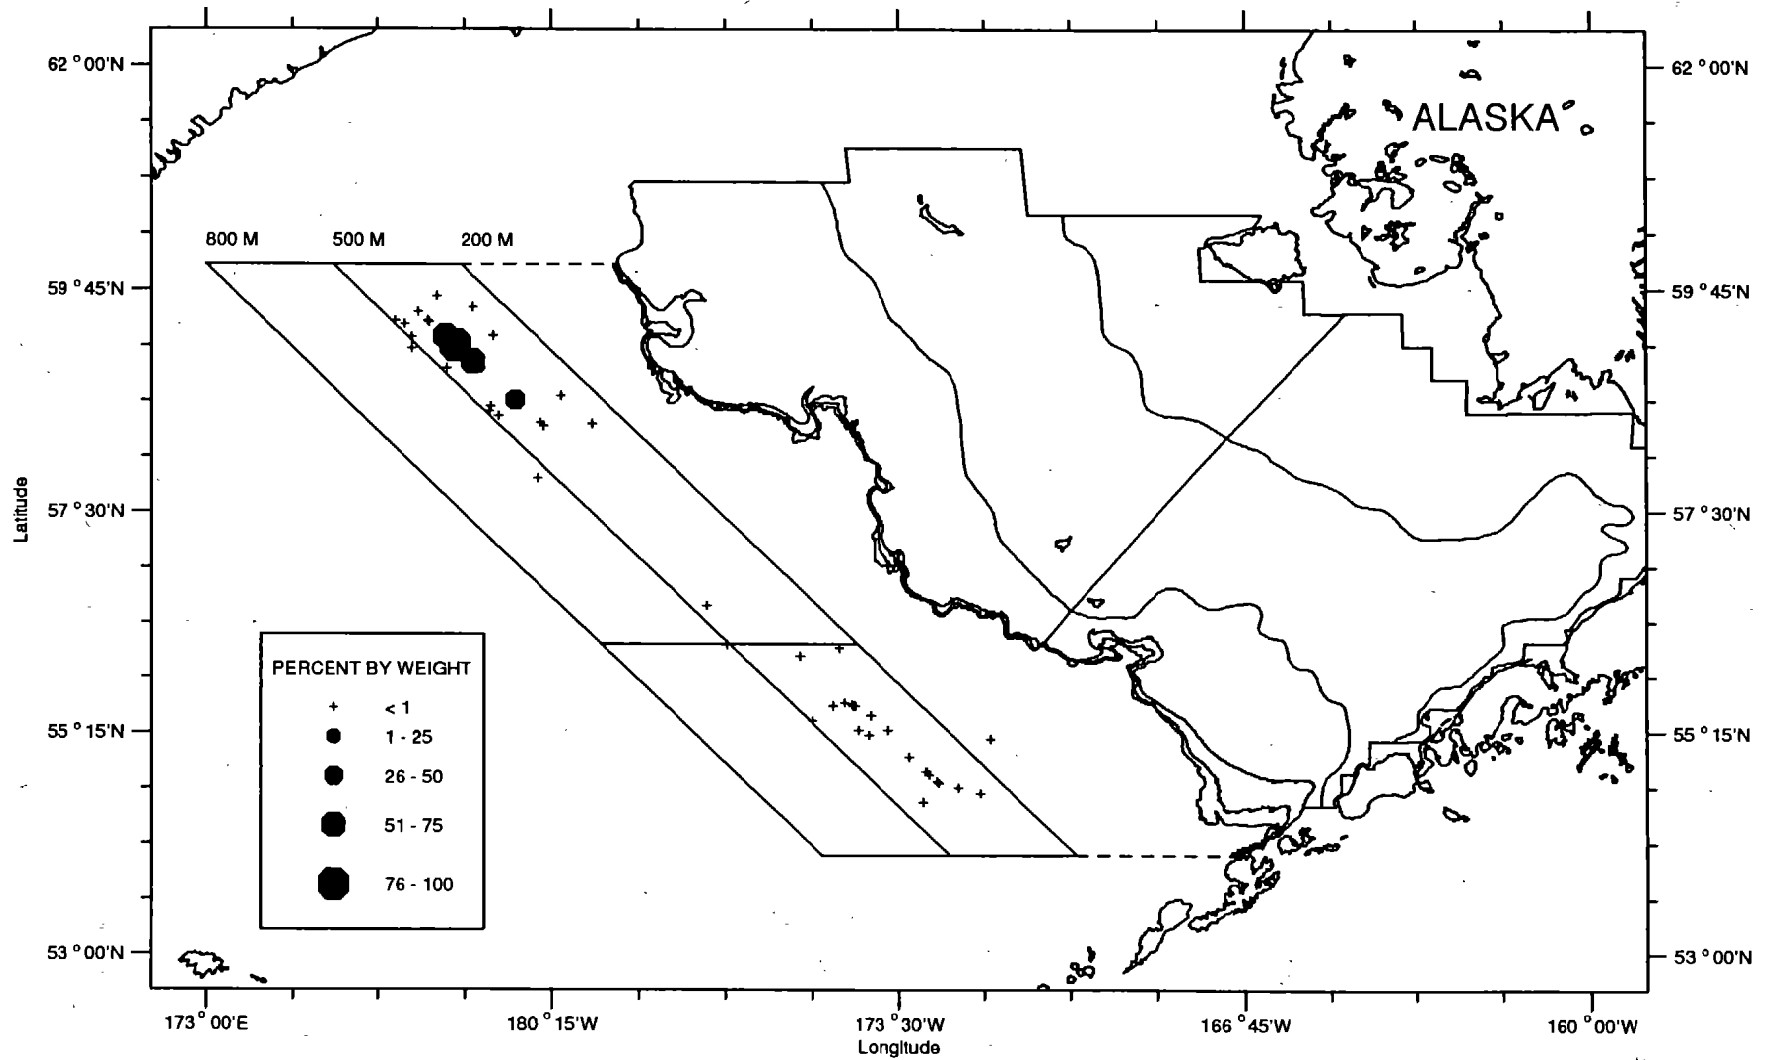 62 °00'N
62 °00'N
ALASKA
800 M
500 M
200 M
59 °45'N
59 °45'N
57 °30'N
57 °30'N
Latitude
PERCENT BY WEIGHT
+ < 1
1 - 25
26 - 50
51 - 75
76 - 100
55 °15'N
55 °15'N
53 °00'N
53 °00'N
173 °00'E
180 °15'W
173 °30'W
166 °45'W
160 °00'W
Longitude